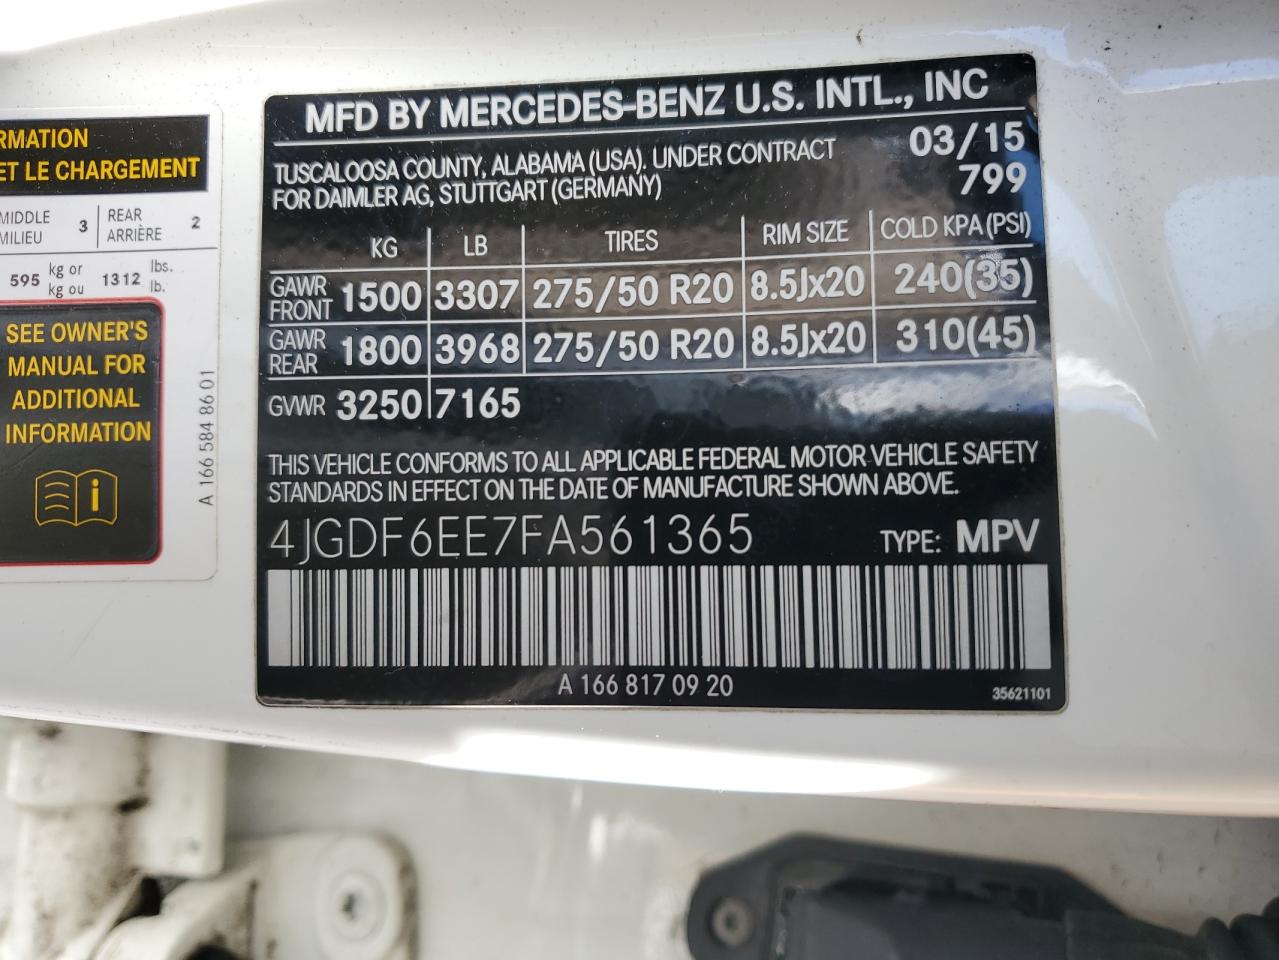 RMATION
ET LE CHARGEMENT
MIDDLE 3 REAR 2
MILIEU ARRIÈRE
595 kg or 1312 lbs.
kg ou lb.
SEE OWNER'S
MANUAL FOR
ADDITIONAL
INFORMATION
i
A 166 584 86 01
MFD BY MERCEDES-BENZ U.S. INTL., INC
TUSCALOOSA COUNTY, ALABAMA (USA), UNDER CONTRACT 03/15
FOR DAIMLER AG, STUTTGART (GERMANY) 799
KG LB TIRES RIM SIZE COLD KPA (PSI)
GAWR FRONT 1500 3307 275/50 R20 8.5Jx20 240(35)
GAWR REAR 1800 3968 275/50 R20 8.5Jx20 310(45)
GVWR 3250 7165
THIS VEHICLE CONFORMS TO ALL APPLICABLE FEDERAL MOTOR VEHICLE SAFETY
STANDARDS IN EFFECT ON THE DATE OF MANUFACTURE SHOWN ABOVE.
4JGDF6EE7FA561365 TYPE: MPV
A 166 817 09 20
35621101